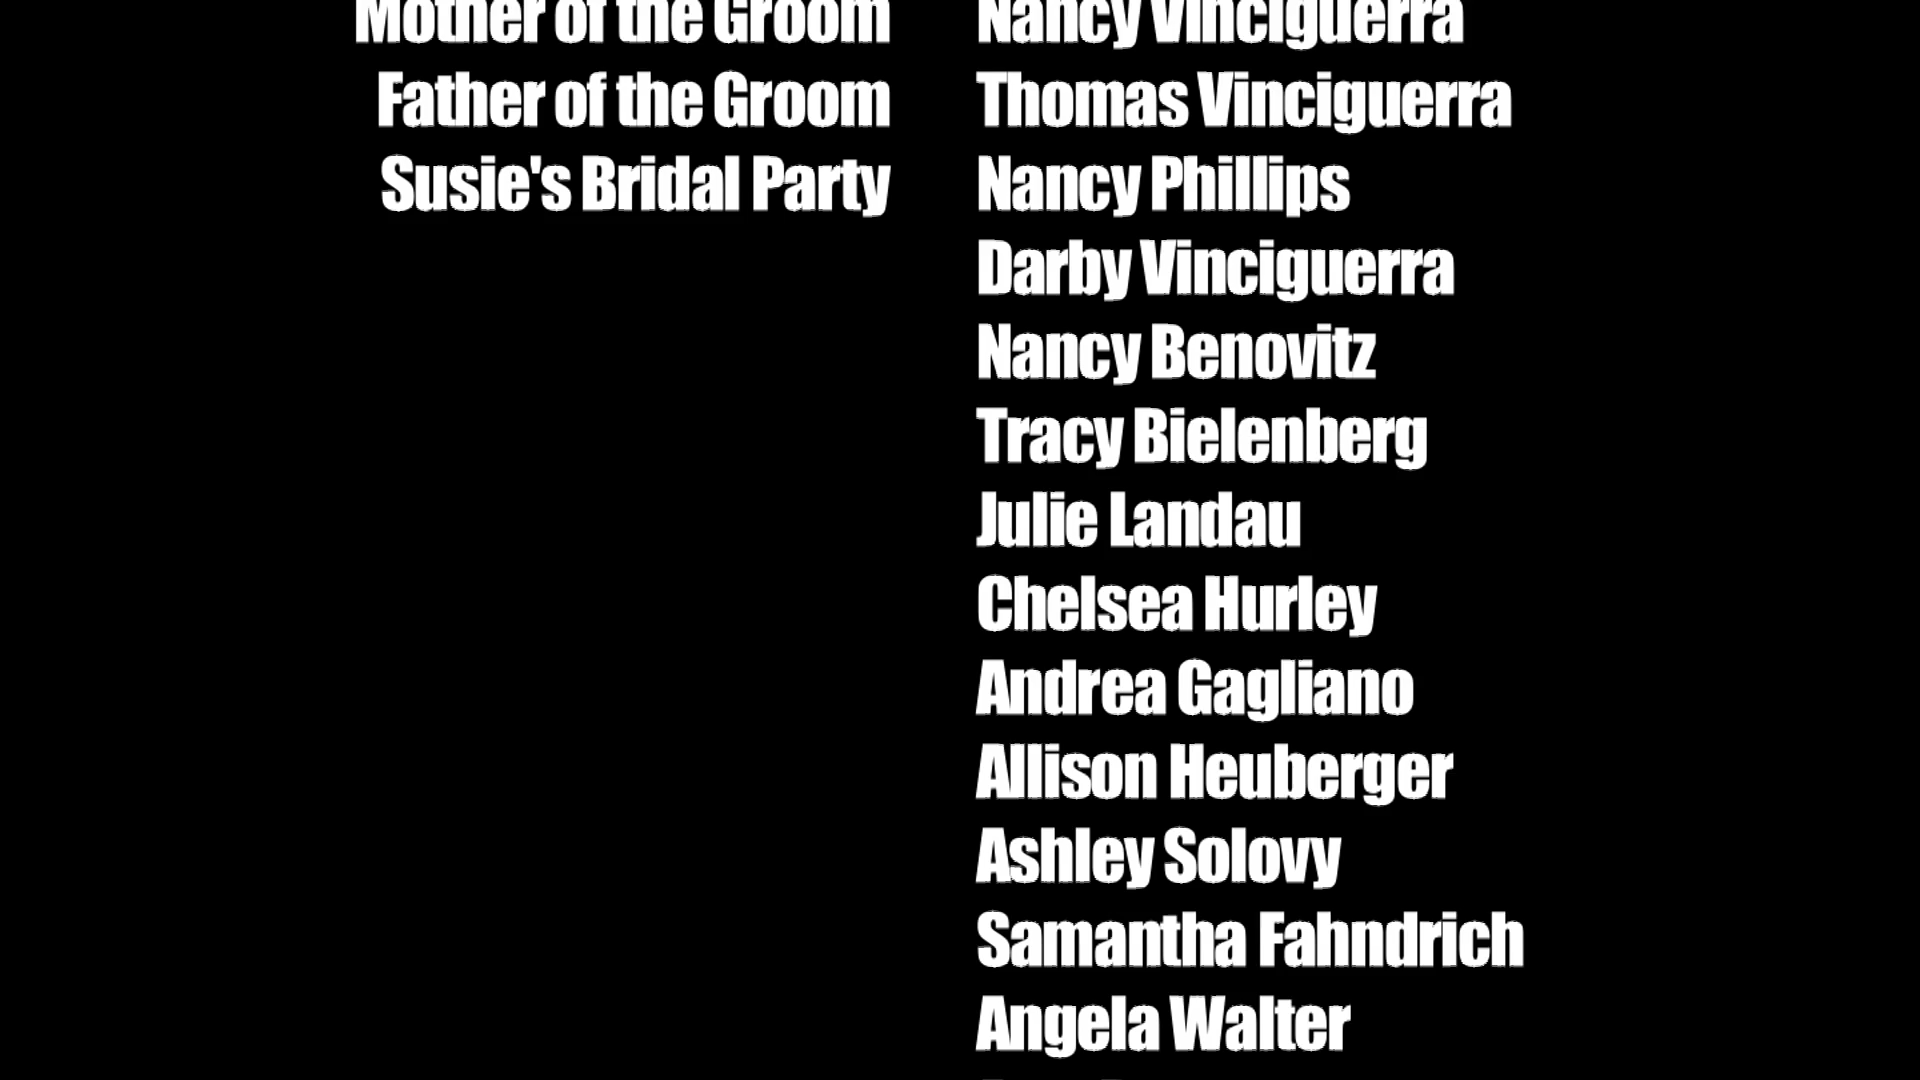 Mother of the Groom Nancy Vinciguerra
Father of the Groom Thomas Vinciguerra
Susie's Bridal Party Nancy Phillips
Darby Vinciguerra
Nancy Benovitz
Tracy Bielenberg
Julie Landau
Chelsea Hurley
Andrea Gagliano
Allison Heuberger
Ashley Solovy
Samantha Fahndrich
Angela Walter